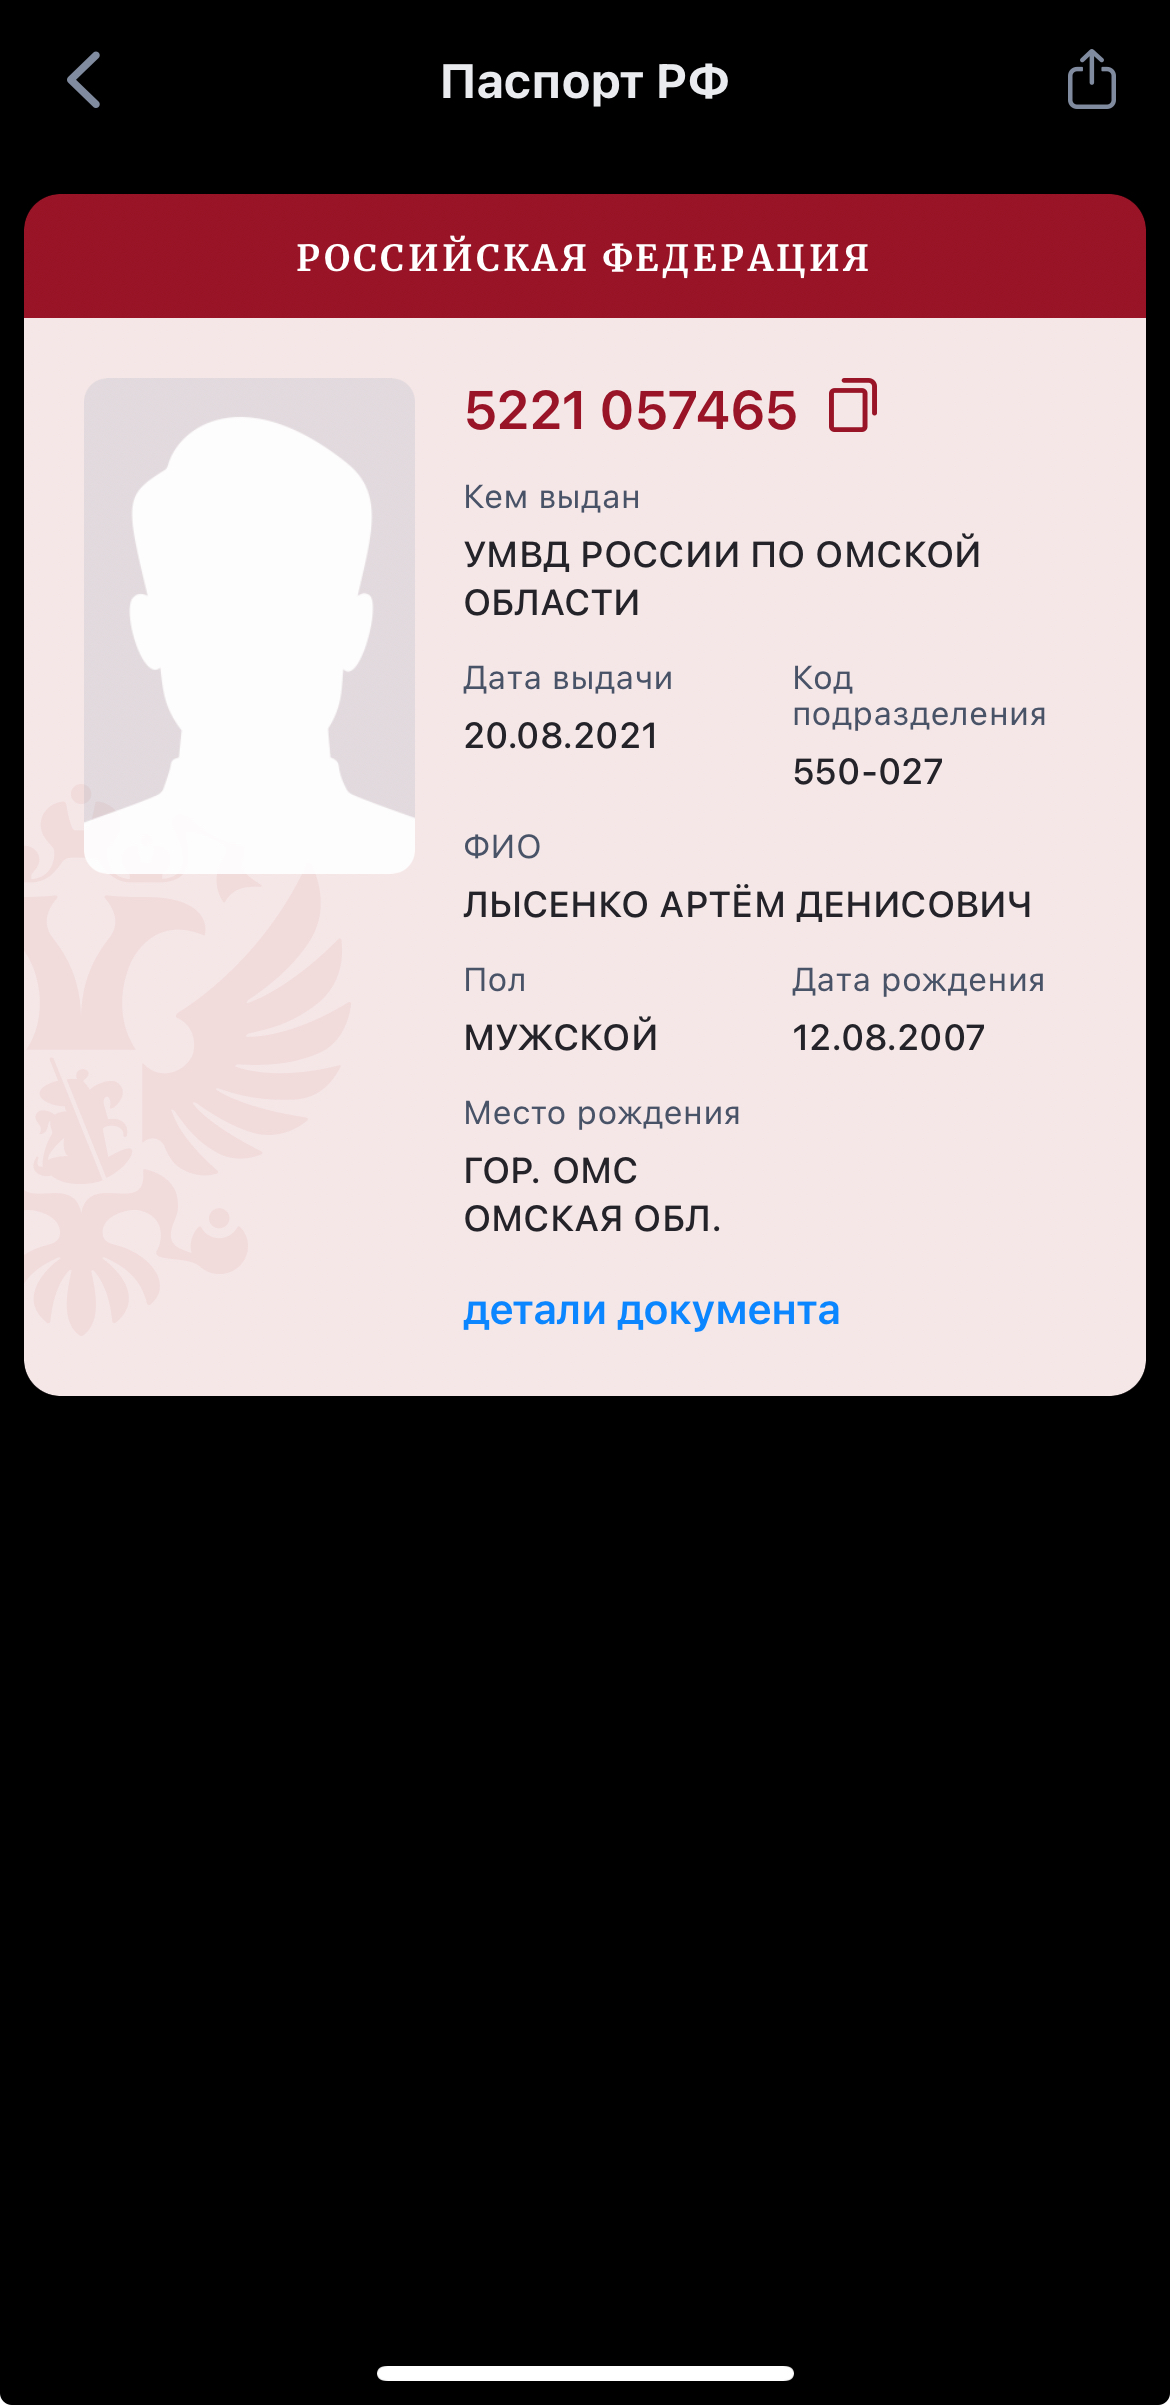 Паспорт РФ
РОССИЙСКАЯ ФЕДЕРАЦИЯ
5221 057465
Кем выдан
УМВД РОССИИ ПО ОМСКОЙ
ОБЛАСТИ
Дата выдачи
20.08.2021
Код
подразделения
550-027
ФИО
ЛЫСЕНКО АРТЁМ ДЕНИСОВИЧ
Пол
МУЖСКОЙ
Дата рождения
12.08.2007
Место рождения
ГОР. ОМС
ОМСКАЯ ОБЛ.
детали документа